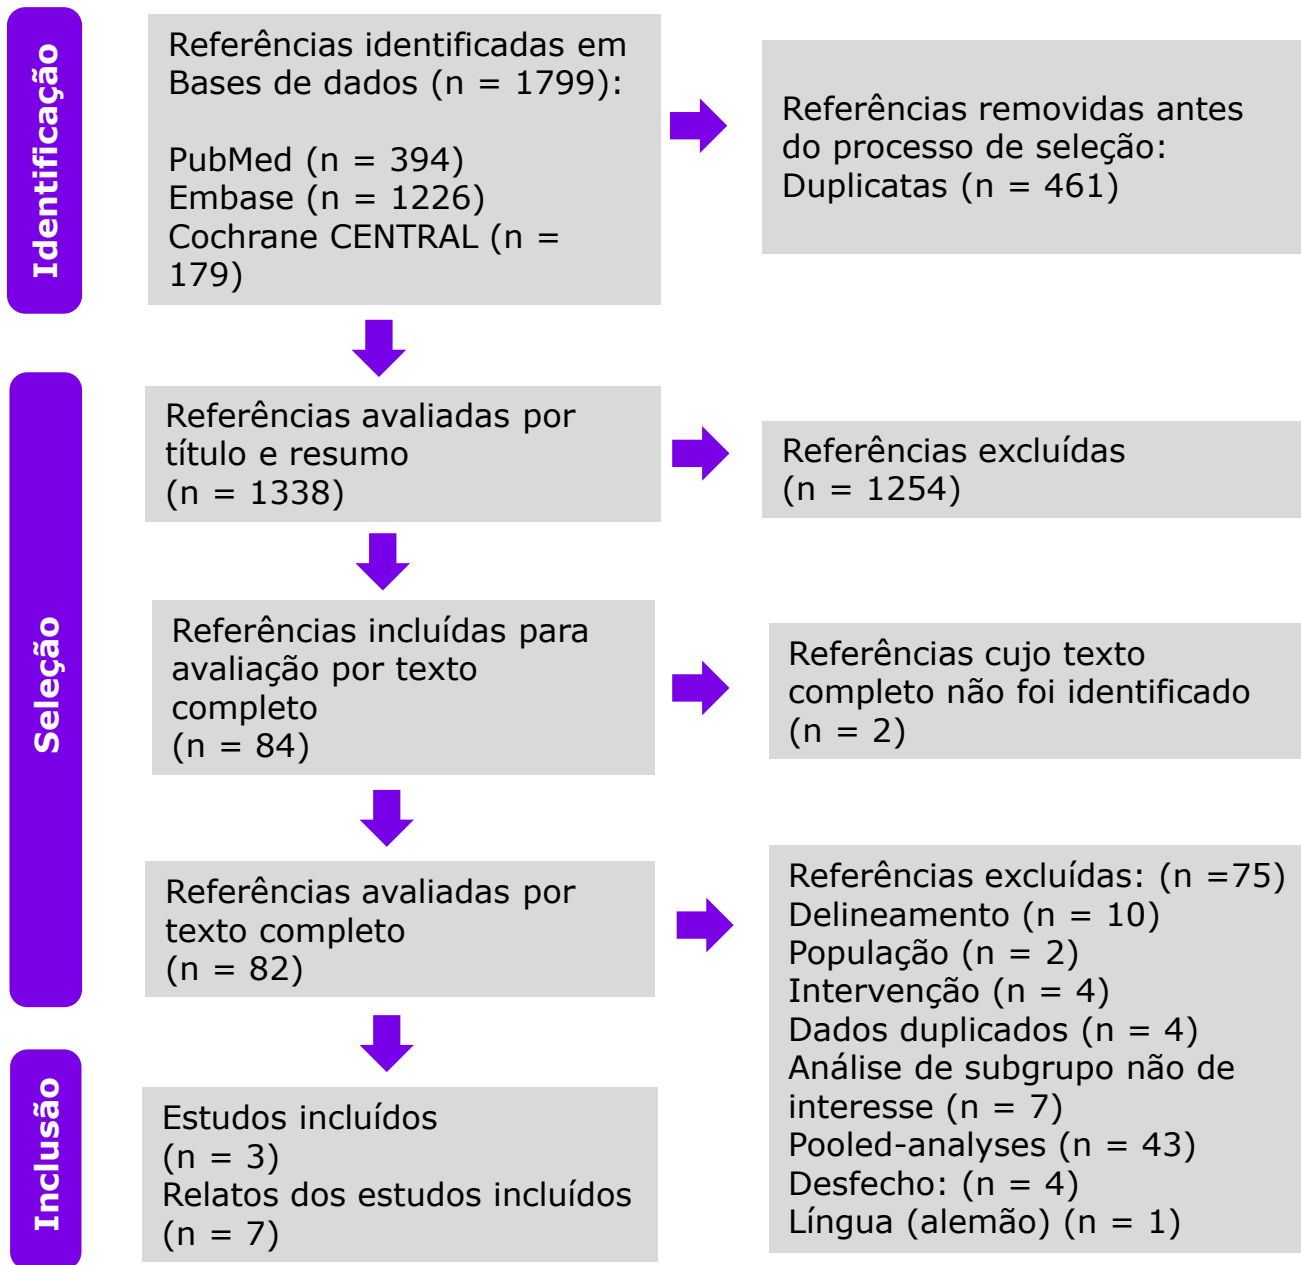 Identificação
Referências identificadas em
Bases de dados (n = 1799):
PubMed (n = 394)
Embase (n = 1226)
Cochrane CENTRAL (n =
179)
Referências removidas antes
do processo de seleção:
Duplicatas (n = 461)
Seleção
Referências avaliadas por
título e resumo
(n = 1338)
Referências excluídas
(n = 1254)
Referências incluídas para
avaliação por texto
completo
(n = 84)
Referências cujo texto
completo não foi identificado
(n = 2)
Referências avaliadas por
texto completo
(n = 82)
Referências excluídas: (n =75)
Delineamento (n = 10)
População (n = 2)
Intervenção (n = 4)
Dados duplicados (n = 4)
Análise de subgrupo não de
interesse (n = 7)
Pooled-analyses (n = 43)
Desfecho: (n = 4)
Língua (alemão) (n = 1)
Inclusão
Estudos incluídos
(n = 3)
Relatos dos estudos incluídos
(n = 7)